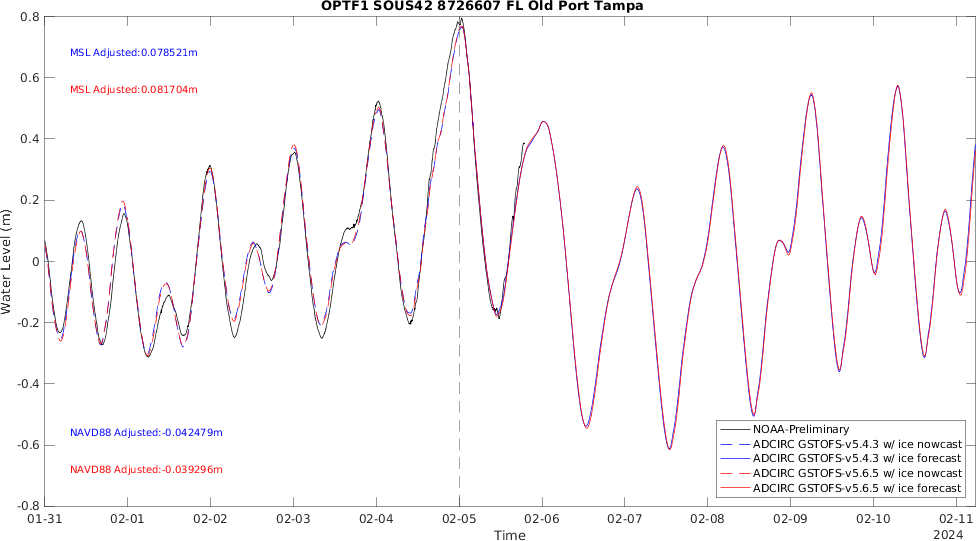 OPTF1 SOUS42 8726607 FL Old Port Tampa
0.8
0.6
0.4
0.2
0
-0.2
-0.4
-0.6
-0.8
Water Level (m)
MSL Adjusted:0.078521m
MSL Adjusted:0.081704m
NAVD88 Adjusted:-0.042479m
NAVD88 Adjusted:-0.039296m
NOAA-Preliminary
ADCIRC GSTOFS-v5.4.3 w/ ice nowcast
ADCIRC GSTOFS-v5.4.3 w/ ice forecast
ADCIRC GSTOFS-v5.6.5 w/ ice nowcast
ADCIRC GSTOFS-v5.6.5 w/ ice forecast
01-31 02-01 02-02 02-03 02-04 02-05 02-06 02-07 02-08 02-09 02-10 02-11
Time
2024